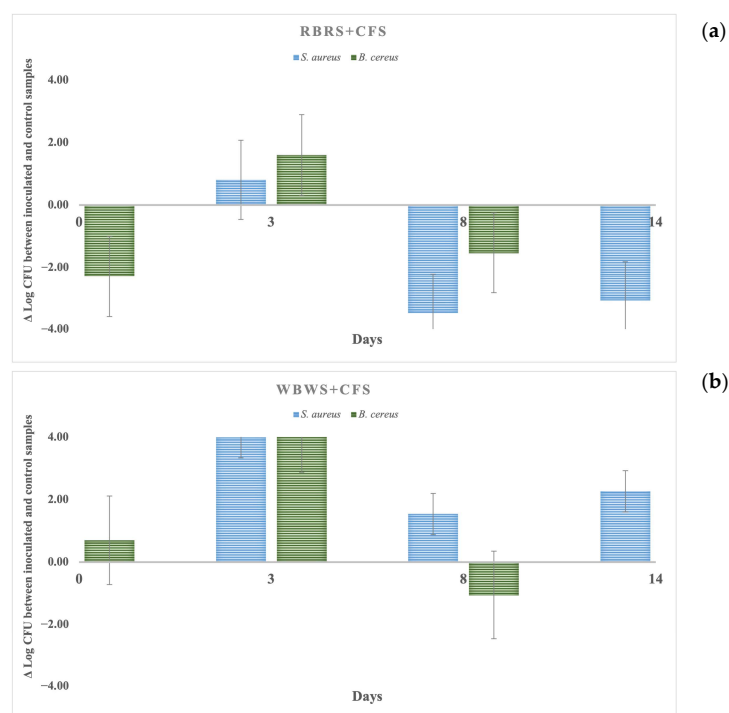 RBRS+CFS
(a)
S. aureus B. cereus
4.00
2.00
0.00
0 3 8 14
−2.00
−4.00
Δ Log CFU between inoculated and control samples
Days
WBWS+CFS
(b)
S. aureus B. cereus
4.00
2.00
0.00
0 3 8 14
−2.00
−4.00
Δ Log CFU between inoculated and control samples
Days